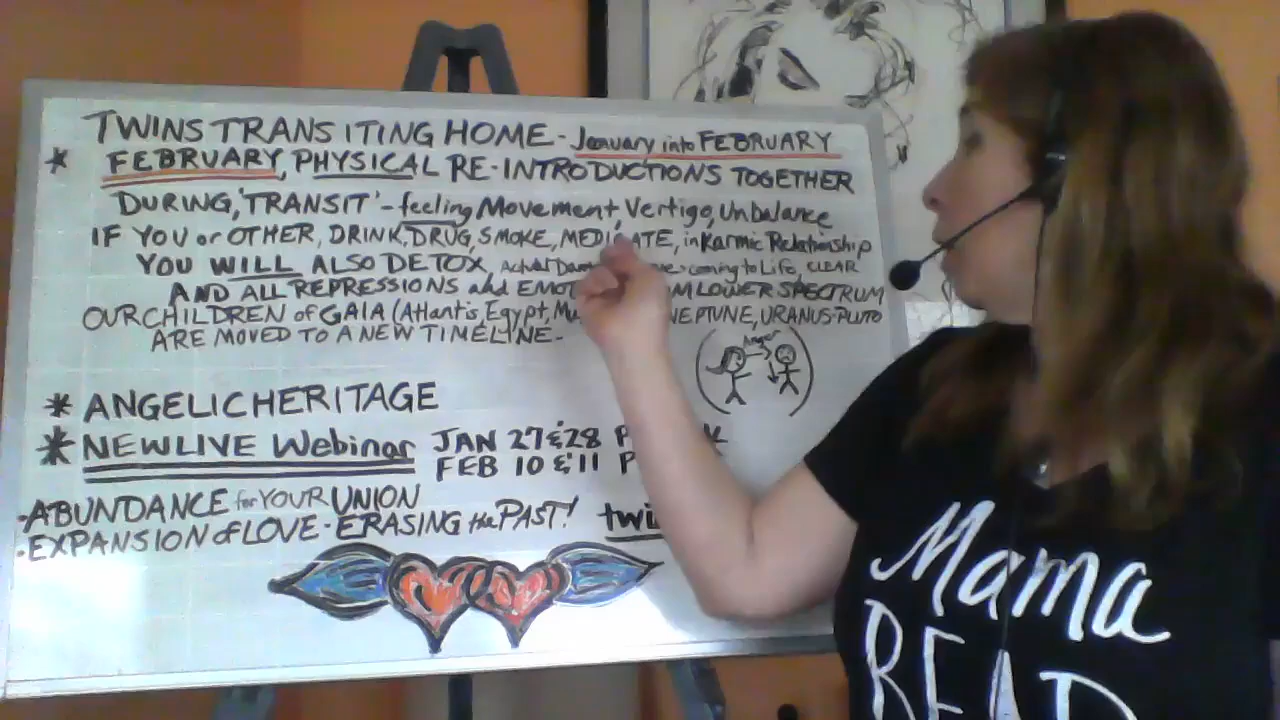 TWINS TRANSITING HOME - January into FEBRUARY
* FEBRUARY, PHYSICAL RE-INTRODUCTIONS TOGETHER
DURING, 'TRANSIT' - feeling Movement, Vertigo, Unbalance
IF YOU or OTHER, DRINK, DRUG, SMOKE, MEDICATE, in Karmic Relationship
YOU WILL ALSO DETOX, coming to Life, CLEAR
AND ALL REPRESSIONS and LOWER SPECTRUM
OUR CHILDREN of GAIA (Atlantis, Egypt, NEPTUNE, URANUS-PLUTO
ARE MOVED TO A NEW TIMELINE-
Anger
* ANGELIC HERITAGE
* NEW LIVE Webinar JAN 27 & 28
FEB 10 & 11
- ABUNDANCE for YOUR UNION
- EXPANSION of LOVE - ERASING the PAST!
Mama